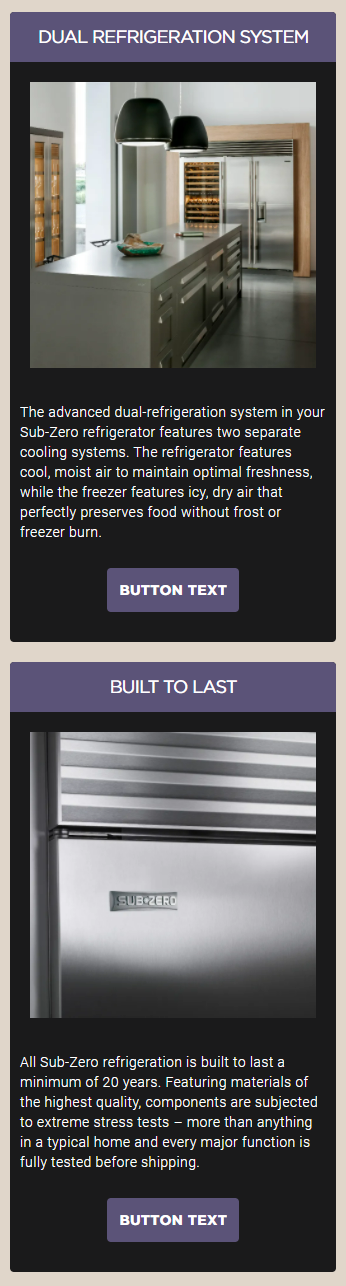 DUAL REFRIGERATION SYSTEM
The advanced dual-refrigeration system in your
Sub-Zero refrigerator features two separate
cooling systems. The refrigerator features
cool, moist air to maintain optimal freshness,
while the freezer features icy, dry air that
perfectly preserves food without frost or
freezer burn.
BUTTON TEXT
BUILT TO LAST
SUB-ZERO
All Sub-Zero refrigeration is built to last a
minimum of 20 years. Featuring materials of
the highest quality, components are subjected
to extreme stress tests – more than anything
in a typical home and every major function is
fully tested before shipping.
BUTTON TEXT